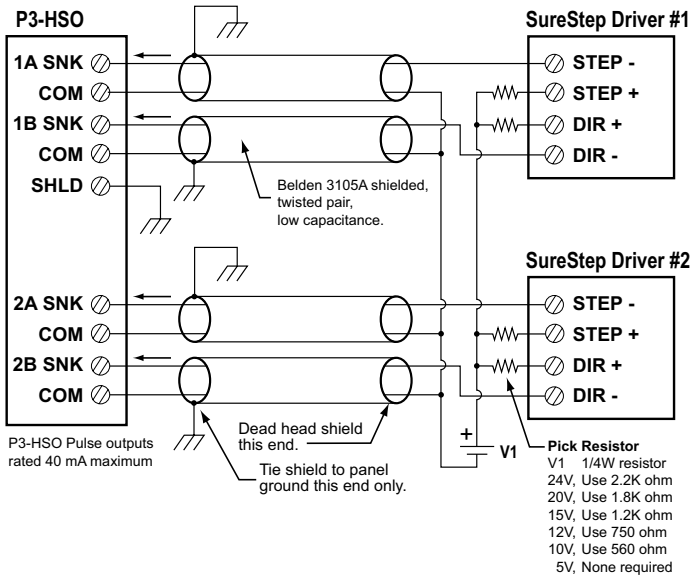 P3-HSO
SureStep Driver #1
1A SNK
COM
1B SNK
COM
SHLD
STEP -
STEP +
DIR +
DIR -
Belden 3105A shielded,
twisted pair,
low capacitance.
SureStep Driver #2
2A SNK
COM
2B SNK
COM
STEP -
STEP +
DIR +
DIR -
P3-HSO Pulse outputs
rated 40 mA maximum
Dead head shield
this end.
Tie shield to panel
ground this end only.
+
V1
Pick Resistor
V1 1/4W resistor
24V, Use 2.2K ohm
20V, Use 1.8K ohm
15V, Use 1.2K ohm
12V, Use 750 ohm
10V, Use 560 ohm
5V, None required